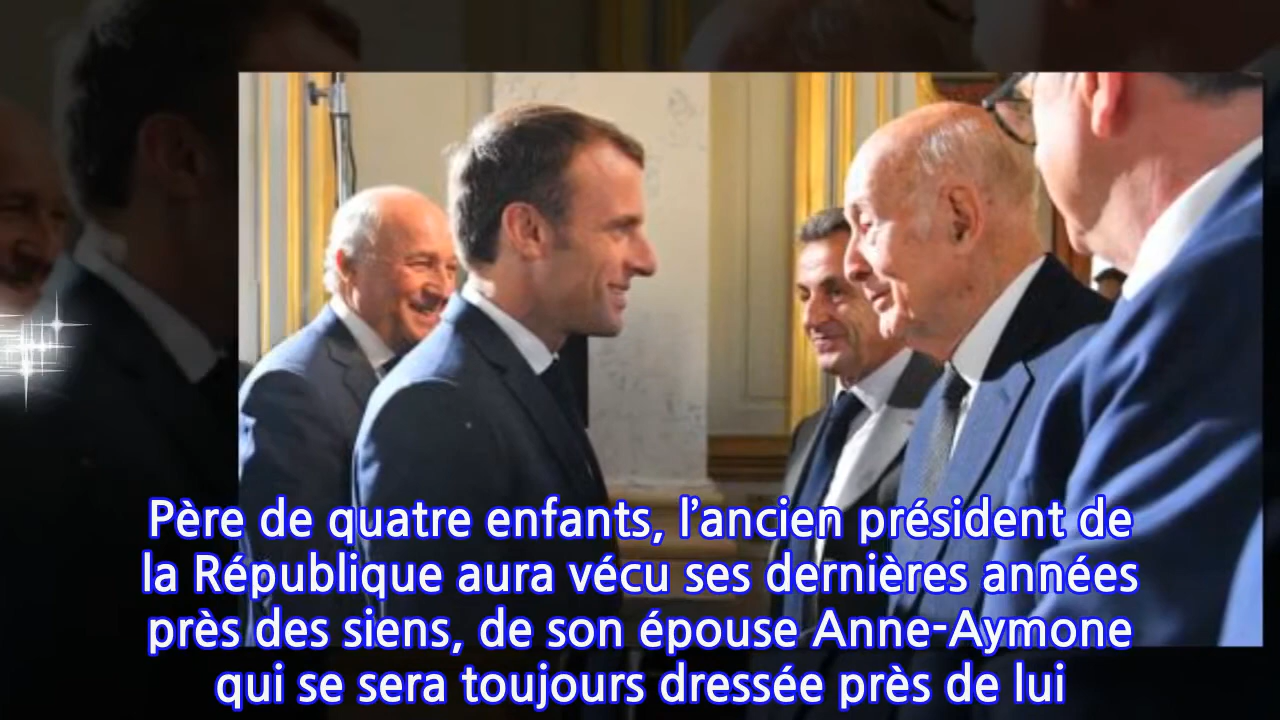 Père de quatre enfants, l’ancien président de
la République aura vécu ses dernières années
près des siens, de son épouse Anne-Aymone
qui se sera toujours dressée près de lui